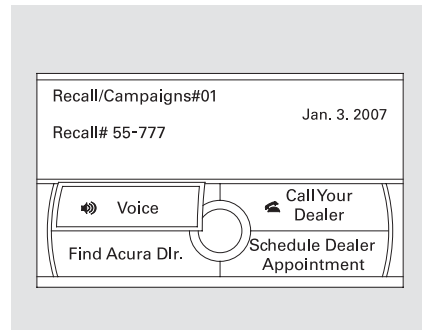 Recall/Campaigns#01
Jan. 3. 2007
Recall# 55-777
Voice
Call Your
Dealer
Find Acura Dlr.
Schedule Dealer
Appointment